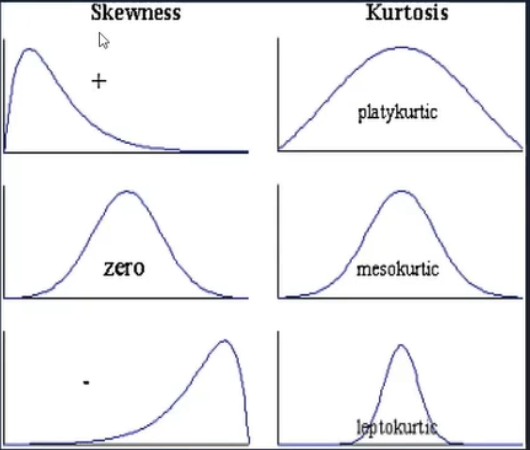 Skewness
Kurtosis
+
platykurtic
zero
mesokurtic
-
leptokurtic